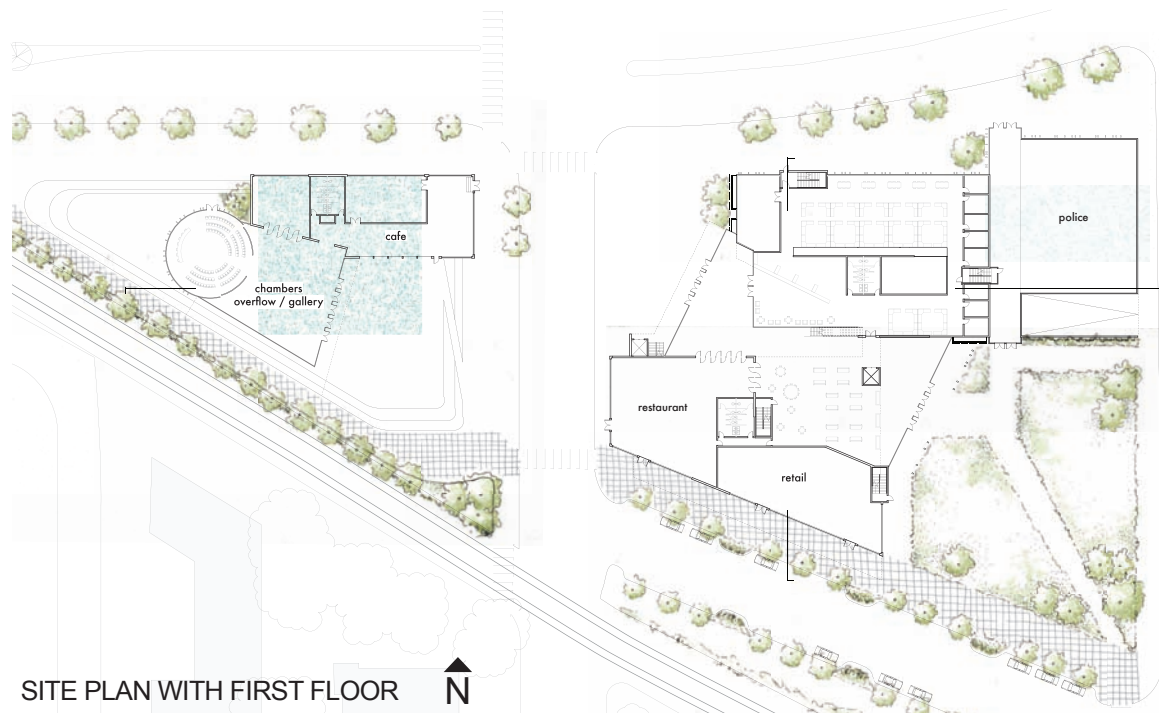 cafe
chambers
overflow / gallery
police
restaurant
retail
SITE PLAN WITH FIRST FLOOR
N